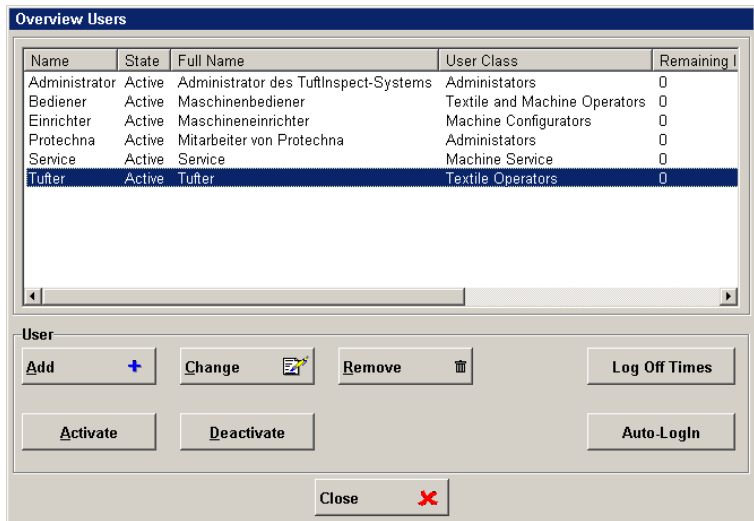 Overview Users
Name State Full Name User Class Remaining
Administrator Active Administrator des TuftInspect-Systems Administators 0
Bediener Active Maschinenbediener Textile and Machine Operators 0
Einrichter Active Maschineneinrichter Machine Configurators 0
Protechna Active Mitarbeiter von Protechna Administators 0
Service Active Service Machine Service 0
Tufter Active Tufter Textile Operators 0
User
Add Change Remove Log Off Times
Activate Deactivate Auto-LogIn
Close